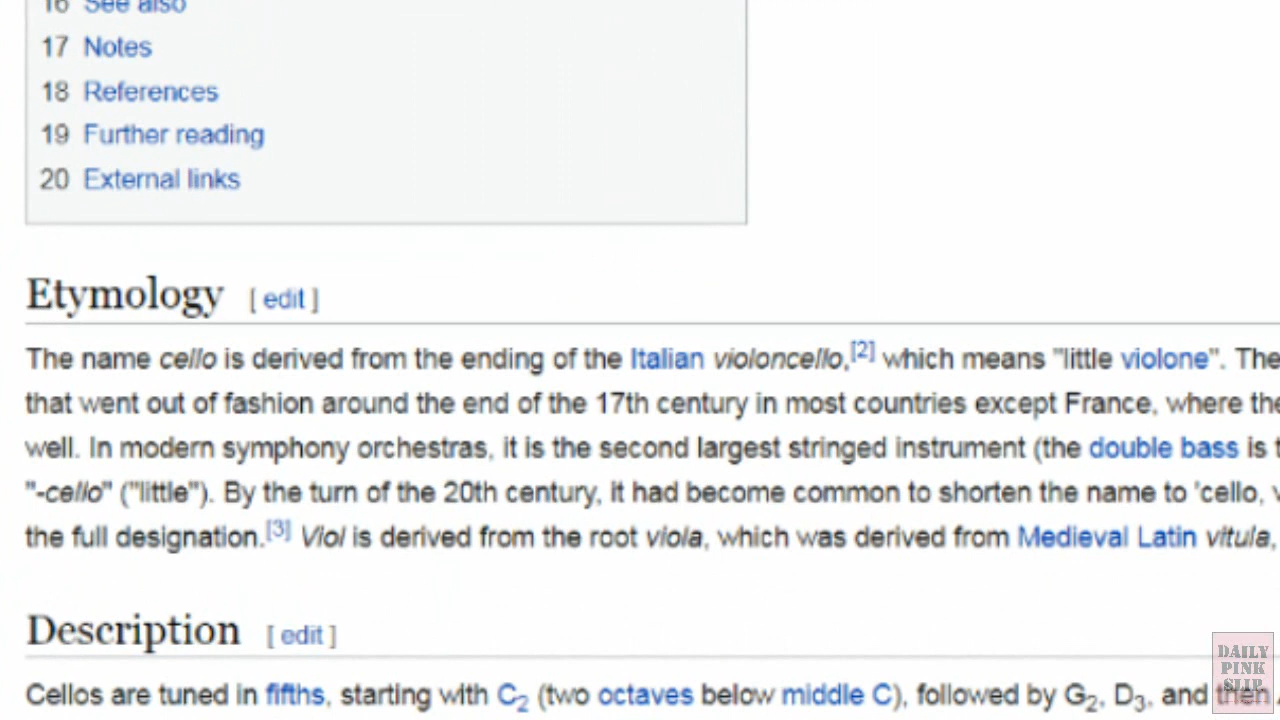 16 See also
17 Notes
18 References
19 Further reading
20 External links
Etymology [ edit ]
The name cello is derived from the ending of the Italian violoncello,[2] which means "little violone". The
that went out of fashion around the end of the 17th century in most countries except France, where the
well. In modern symphony orchestras, it is the second largest stringed instrument (the double bass is t
"-cello" ("little"). By the turn of the 20th century, it had become common to shorten the name to 'cello,
the full designation.[3] Viol is derived from the root viola, which was derived from Medieval Latin vitula,
Description [ edit ]
Cellos are tuned in fifths, starting with C2 (two octaves below middle C), followed by G2, D3, and then
DAILY
PINK
SLIP